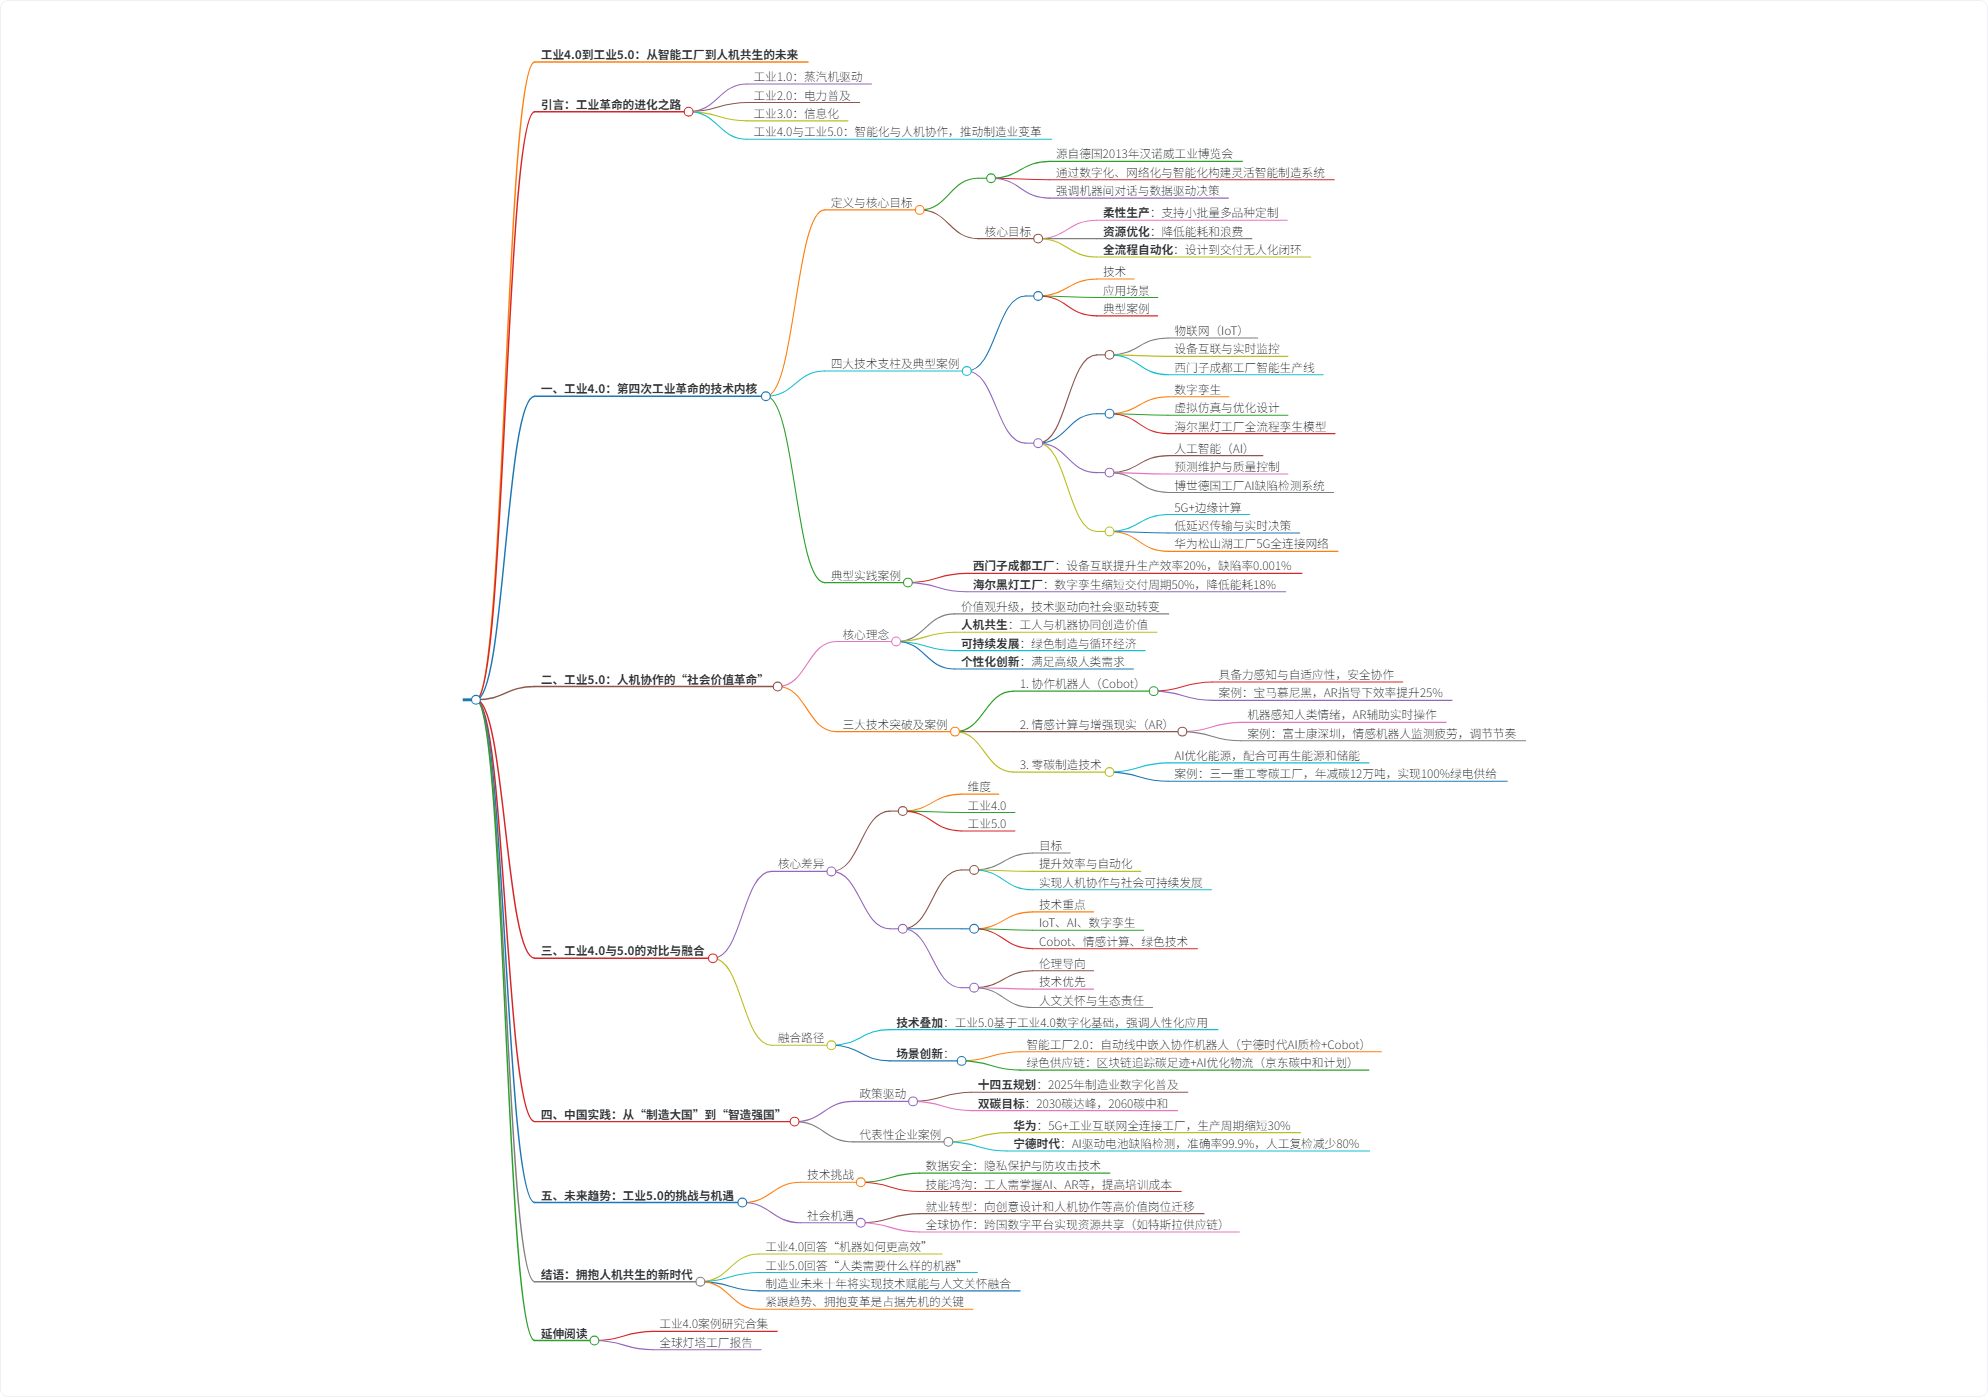 工业4.0到工业5.0：从智能工厂到人机共生的未来
引言：工业革命的进化之路
工业1.0：蒸汽机驱动
工业2.0：电力普及
工业3.0：信息化
工业4.0与工业5.0：智能化与人机协作，推动制造业变革
一、工业4.0：第四次工业革命的技术内核
定义与核心目标
源自德国2013年汉诺威工业博览会
通过数字化、网络化与智能化构建灵活智能制造系统
强调机器间对话与数据驱动决策
核心目标
柔性生产：支持小批量多品种定制
资源优化：降低能耗和浪费
全流程自动化：设计到交付无人化闭环
四大技术支柱及典型案例
技术
应用场景
典型案例
物联网（IoT）
设备互联与实时监控
西门子成都工厂智能生产线
数字孪生
虚拟仿真与优化设计
海尔黑灯工厂全流程孪生模型
人工智能（AI）
预测维护与质量控制
博世德国工厂AI缺陷检测系统
5G+边缘计算
低延迟传输与实时决策
华为松山湖工厂5G全连接网络
典型实践案例
西门子成都工厂：设备互联提升生产效率20%，缺陷率0.001%
海尔黑灯工厂：数字孪生缩短交付周期50%，降低能耗18%
二、工业5.0：人机协作的“社会价值革命”
核心理念
价值观升级，技术驱动向社会驱动转变
人机共生：工人与机器协同创造价值
可持续发展：绿色制造与循环经济
个性化创新：满足高级人类需求
三大技术突破及案例
1. 协作机器人（Cobot）
具备力感知与自适应性，安全协作
案例：宝马慕尼黑，AR指导下效率提升25%
2. 情感计算与增强现实（AR）
机器感知人类情绪，AR辅助实时操作
案例：富士康深圳，情感机器人监测疲劳，调节节奏
3. 零碳制造技术
AI优化能源，配合可再生能源和储能
案例：三一重工零碳工厂，年减碳12万吨，实现100%绿电供给
三、工业4.0与5.0的对比与融合
核心差异
维度
工业4.0
工业5.0
目标
提升效率与自动化
实现人机协作与社会可持续发展
技术重点
IoT、AI、数字孪生
Cobot、情感计算、绿色技术
伦理导向
技术优先
人文关怀与生态责任
融合路径
技术叠加：工业5.0基于工业4.0数字化基础，强调人性化应用
场景创新：
智能工厂2.0：自动线中嵌入协作机器人（宁德时代AI质检+Cobot）
绿色供应链：区块链追踪碳足迹+AI优化物流（京东碳中和计划）
四、中国实践：从“制造大国”到“智造强国”
政策驱动
十四五规划：2025年制造业数字化普及
双碳目标：2030碳达峰，2060碳中和
代表性企业案例
华为：5G+工业互联网全连接工厂，生产周期缩短30%
宁德时代：AI驱动电池缺陷检测，准确率99.9%，人工复检减少80%
五、未来趋势：工业5.0的挑战与机遇
技术挑战
数据安全：隐私保护与防攻击技术
技能鸿沟：工人需掌握AI、AR等，提高培训成本
社会机遇
就业转型：向创意设计和人机协作等高价值岗位迁移
全球协作：跨国数字平台实现资源共享（如特斯拉供应链）
结语：拥抱人机共生的新时代
工业4.0回答“机器如何更高效”
工业5.0回答“人类需要什么样的机器”
制造业未来十年将实现技术赋能与人文关怀融合
紧跟趋势、拥抱变革是占据先机的关键
延伸阅读
工业4.0案例研究合集
全球灯塔工厂报告